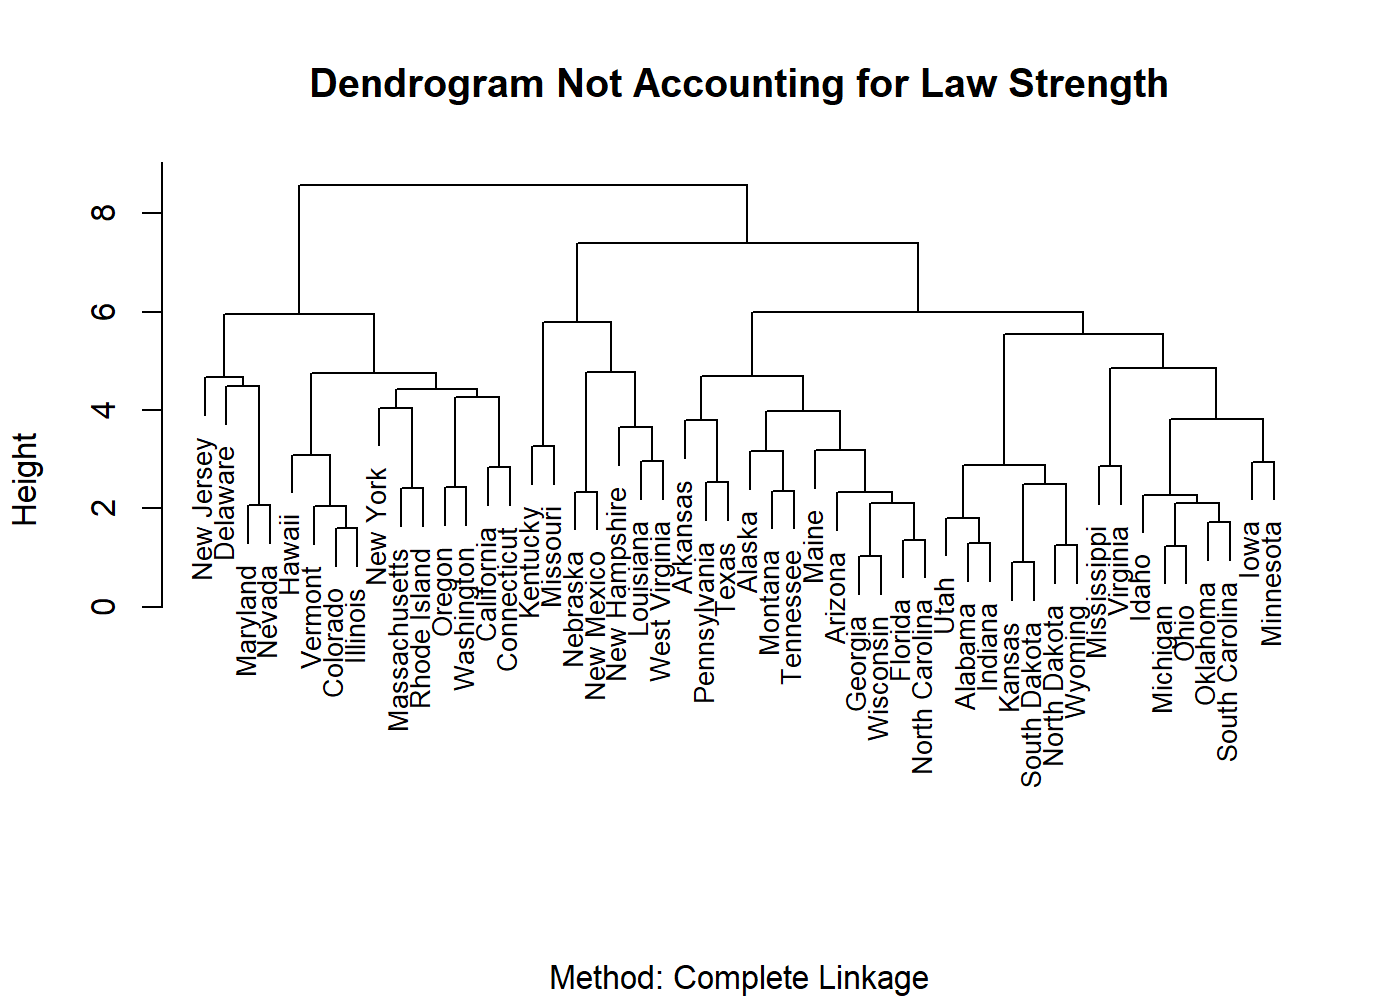 Dendrogram Not Accounting for Law Strength
Height
8
6
4
2
0
New Jersey
Delaware
Maryland
Nevada
Hawaii
Vermont
Colorado
Illinois
New York
Massachusetts
Rhode Island
Oregon
Washington
California
Connecticut
Kentucky
Missouri
Nebraska
New Mexico
New Hampshire
Louisiana
West Virginia
Arkansas
Pennsylvania
Texas
Alaska
Montana
Tennessee
Maine
Arizona
Georgia
Wisconsin
Florida
North Carolina
Utah
Alabama
Indiana
Kansas
South Dakota
North Dakota
Wyoming
Mississippi
Virginia
Idaho
Michigan
Ohio
Oklahoma
South Carolina
Iowa
Minnesota
Method: Complete Linkage